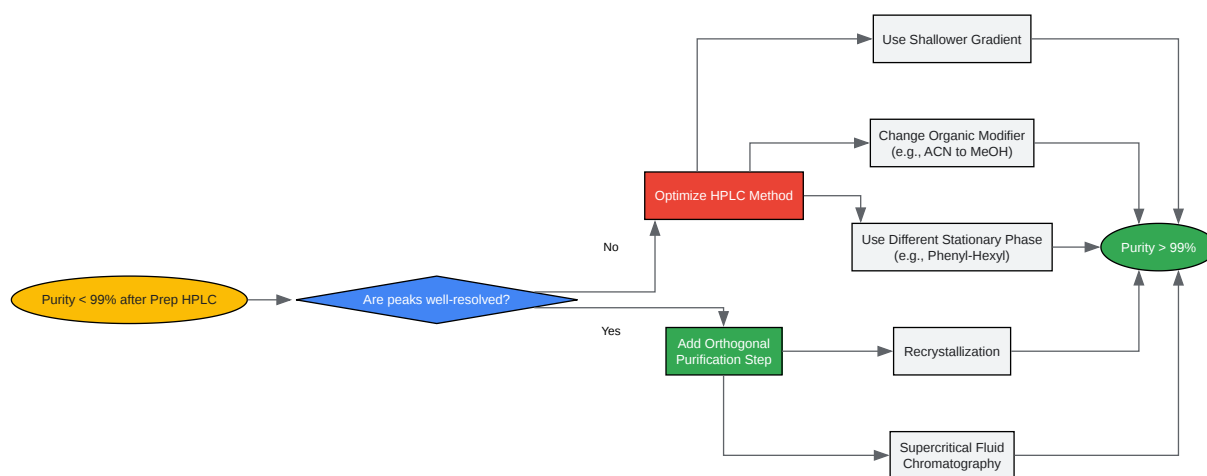 Use Shallower Gradient
Change Organic Modifier
(e.g., ACN to MeOH)
Optimize HPLC Method
Use Different Stationary Phase
(e.g., Phenyl-Hexyl)
Purity > 99%
No
Purity < 99% after Prep HPLC
Are peaks well-resolved?
Yes
Add Orthogonal
Purification Step
Recrystallization
Supercritical Fluid
Chromatography